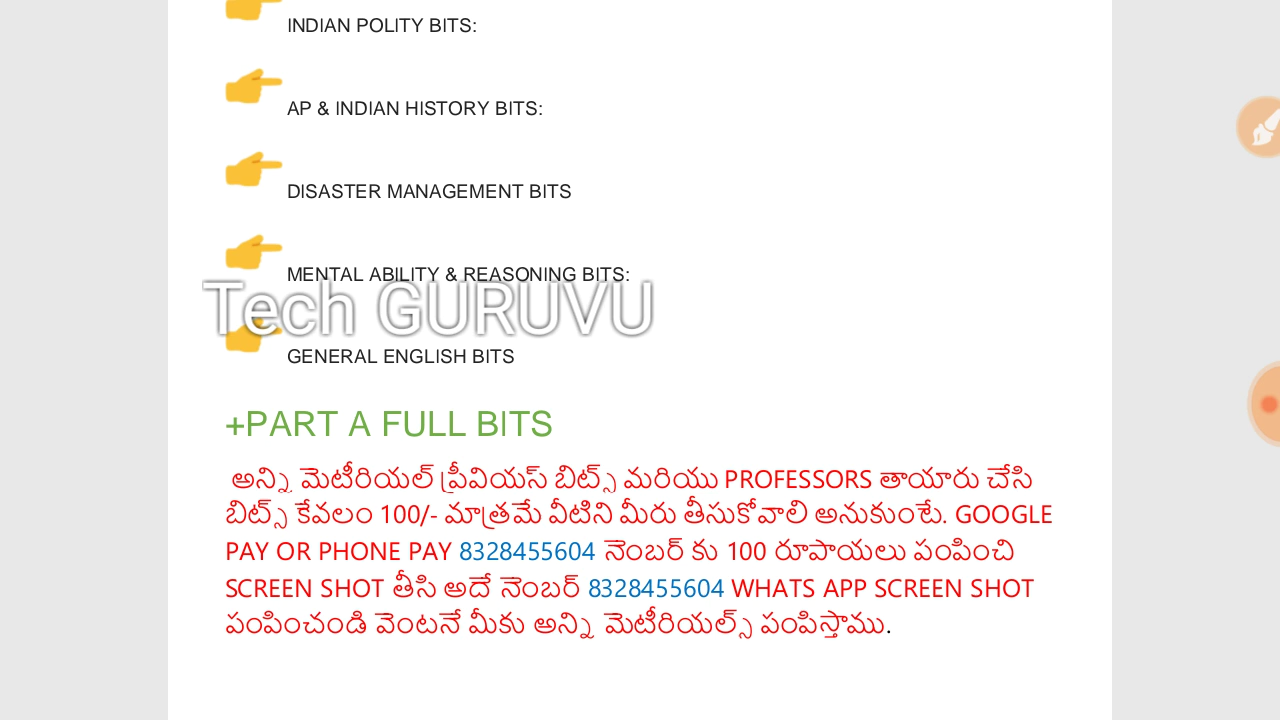 INDIAN POLITY BITS:
AP & INDIAN HISTORY BITS:
DISASTER MANAGEMENT BITS
MENTAL ABILITY & REASONING BITS:
Tech GURUVU
GENERAL ENGLISH BITS
+PART A FULL BITS
అన్ని మెటీరియల్ ప్రీవియస్ బిట్స్ మరియు PROFESSORS తాయారు చేసి
బిట్స్ కేవలం 100/- మాత్రమే వీటిని మీరు తీసుకోవాలి అనుకుంటే. GOOGLE
PAY OR PHONE PAY 8328455604 నెంబర్ కు 100 రూపాయలు పంపించి
SCREEN SHOT తీసి అదే నెంబర్ 8328455604 WHATS APP SCREEN SHOT
పంపించండి వెంటనే మీకు అన్ని మెటీరియల్స్ పంపిస్తాము.